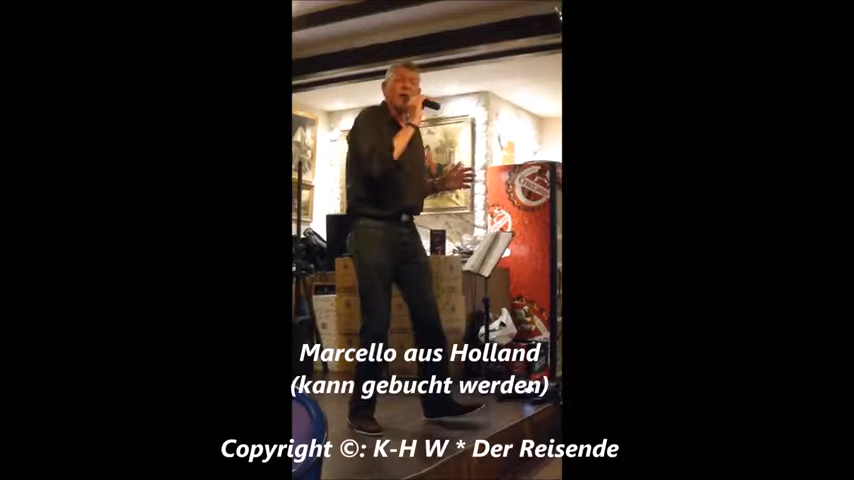 Marcello aus Holland
(kann gebucht werden)
Copyright ©: K-H W * Der Reisende